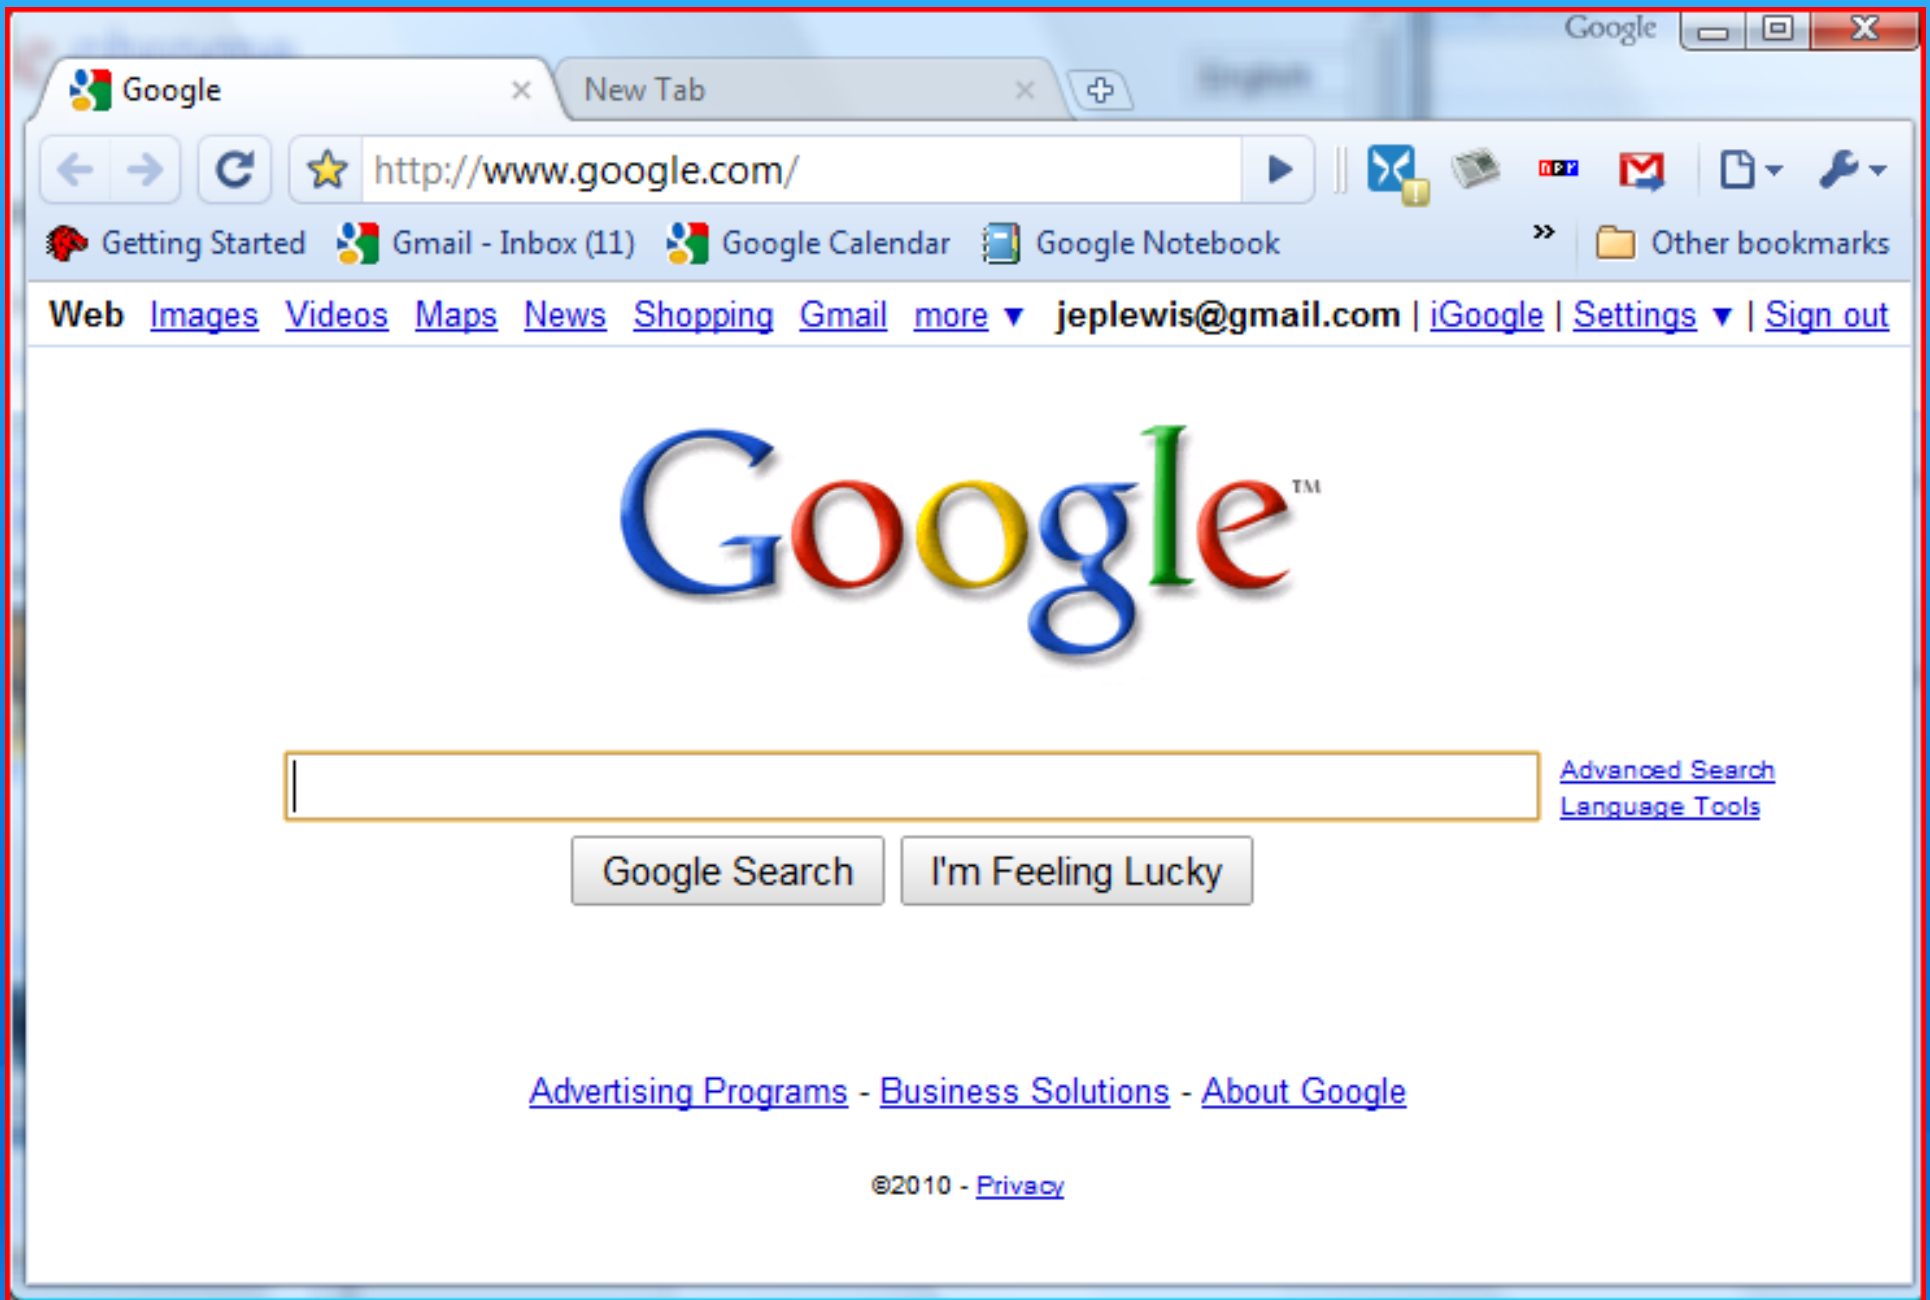 Google
Google
New Tab
http://www.google.com/
npr
Getting Started Gmail - Inbox (11) Google Calendar Google Notebook » Other bookmarks
Web Images Videos Maps News Shopping Gmail more ▼ jeplewis@gmail.com | iGoogle | Settings ▼ | Sign out
Google™
Advanced Search
Language Tools
Google Search I'm Feeling Lucky
Advertising Programs - Business Solutions - About Google
©2010 - Privacy